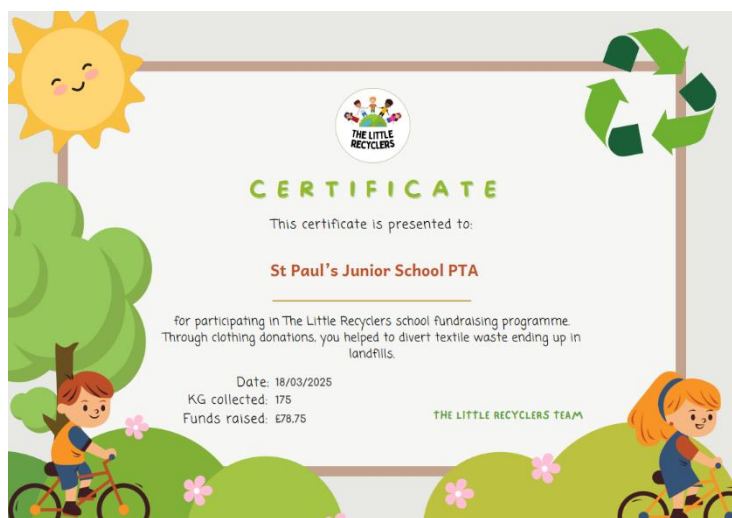 THE LITTLE
RECYCLERS
CERTIFICATE
This certificate is presented to:
St Paul's Junior School PTA
for participating in The Little Recyclers school fundraising programme.
Through clothing donations, you helped to divert textile waste ending up in
landfills.
Date: 18/03/2025
KG collected: 175
Funds raised: £78.75
THE LITTLE RECYCLERS TEAM